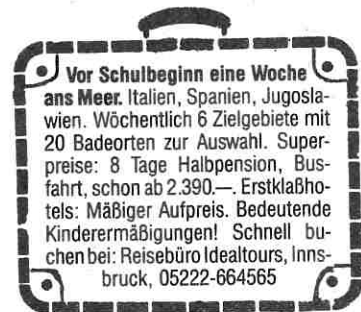 Vor Schulbeginn eine Woche
ans Meer. Italien, Spanien, Jugosla-
wien. Wöchentlich 6 Zielgebiete mit
20 Badeorten zur Auswahl. Super-
preise: 8 Tage Halbpension, Bus-
fahrt, schon ab 2.390.—. Erstklaßho-
tels: Mäßiger Aufpreis. Bedeutende
Kinderermäßigungen! Schnell bu-
chen bei: Reisebüro Idealtours, Inns-
bruck, 05222-664565